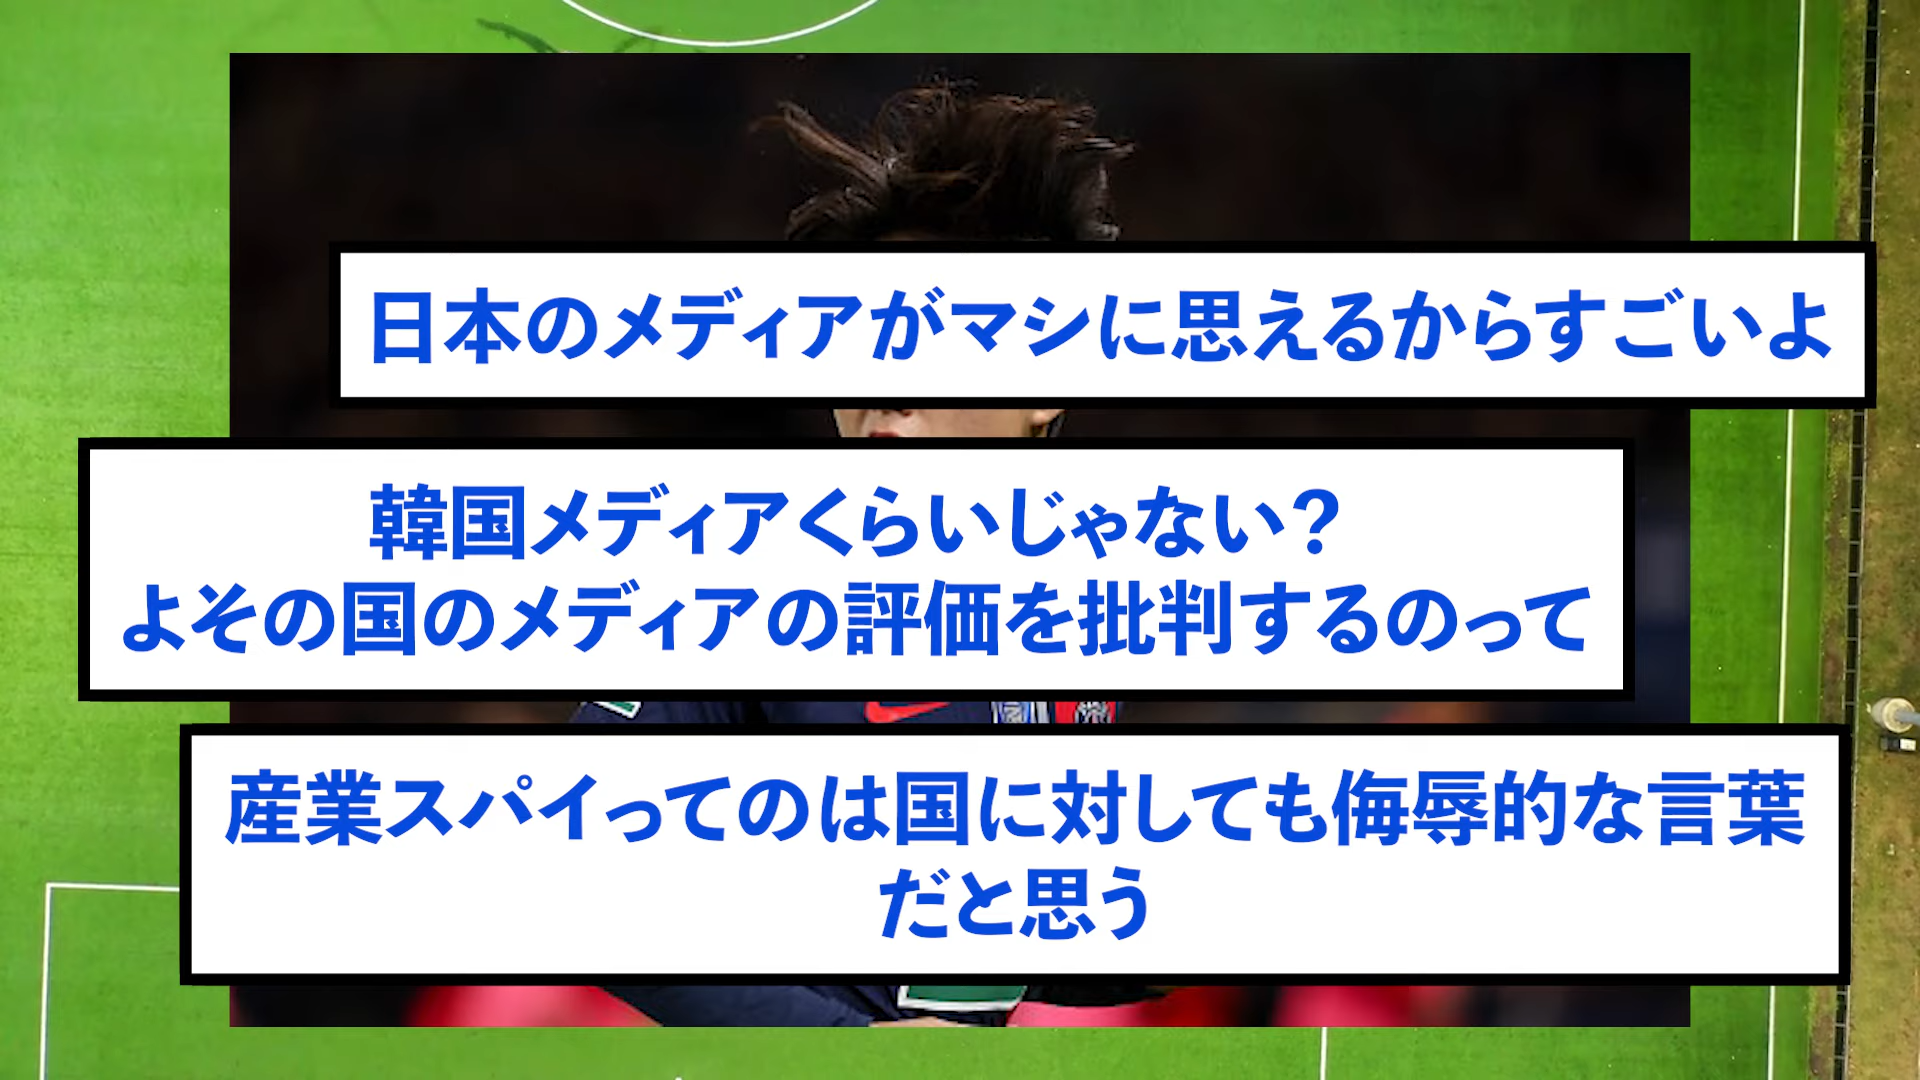 日本のメディアがマシに思えるからすごいよ
韓国メディアくらいじゃない？
よその国のメディアの評価を批判するのって
産業スパイってのは国に対しても侮辱的な言葉
だと思う